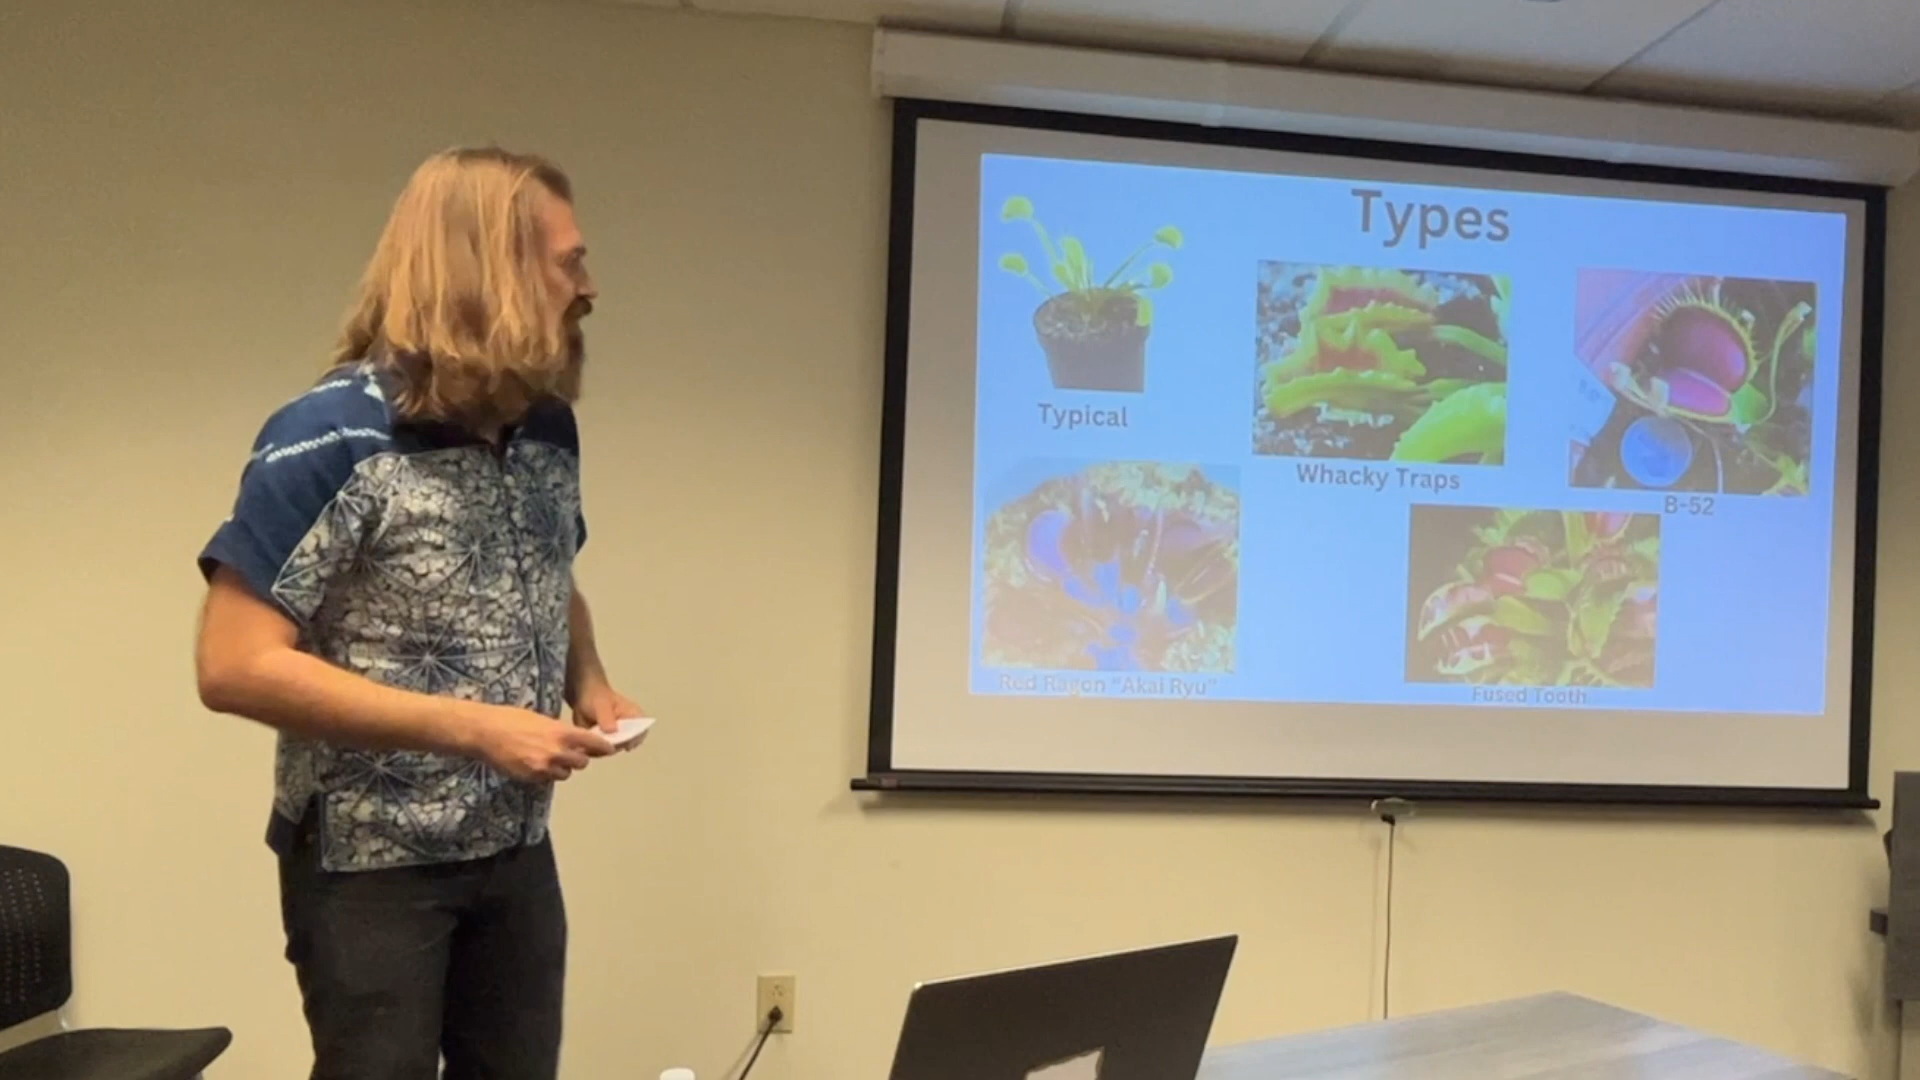 Types
Typical
Whacky Traps
B-52
Red Ragon "Akai Ryu"
Fused Tooth